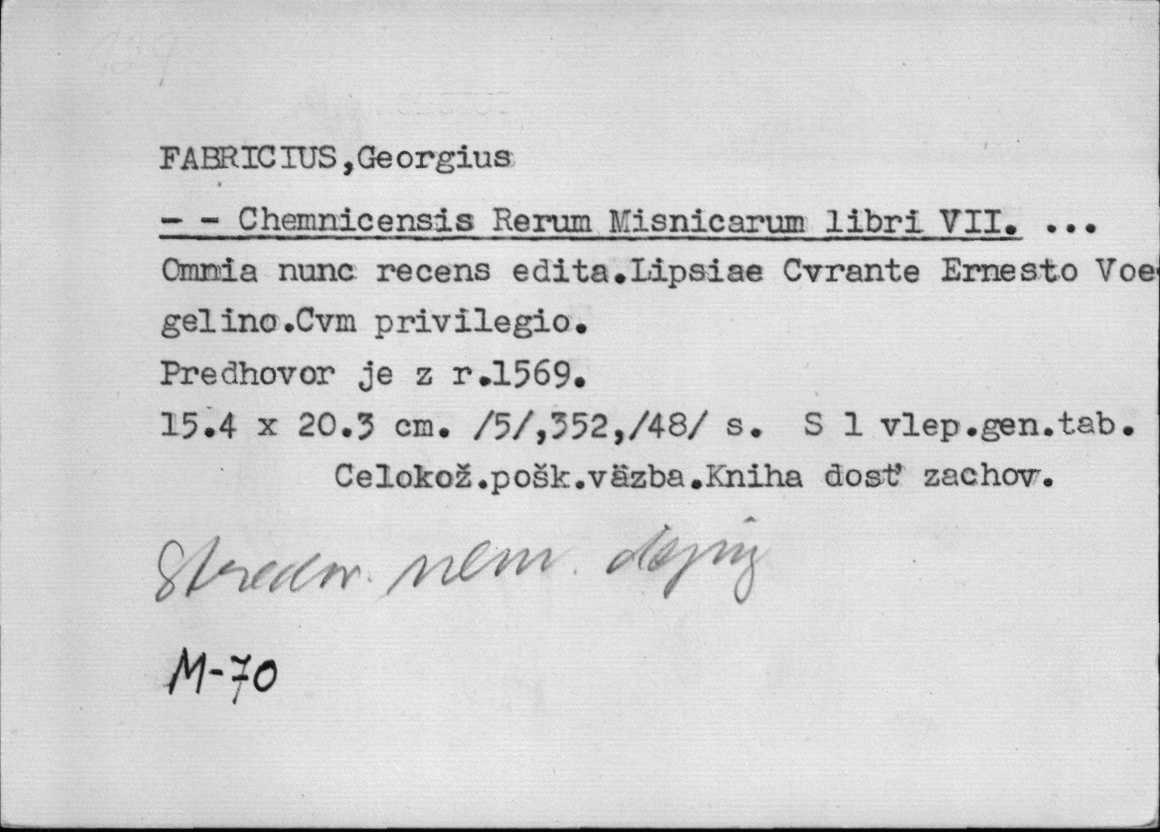 FABRICIUS,Georgius
- - Chemnicensis Rerum Misnicarum libri VII. ...
Omnia nunc recens edita.Lipsiae Cvrante Ernesto Voe-
gelino.Cvm privilegio.
Predhovor je z r.1569.
15.4 x 20.3 cm. /5/,352,/48/ s. S 1 vlep.gen.tab.
Celokož.pošk.väzba.Kniha dosť zachov.
Stredov. nem. dejiny
M-70